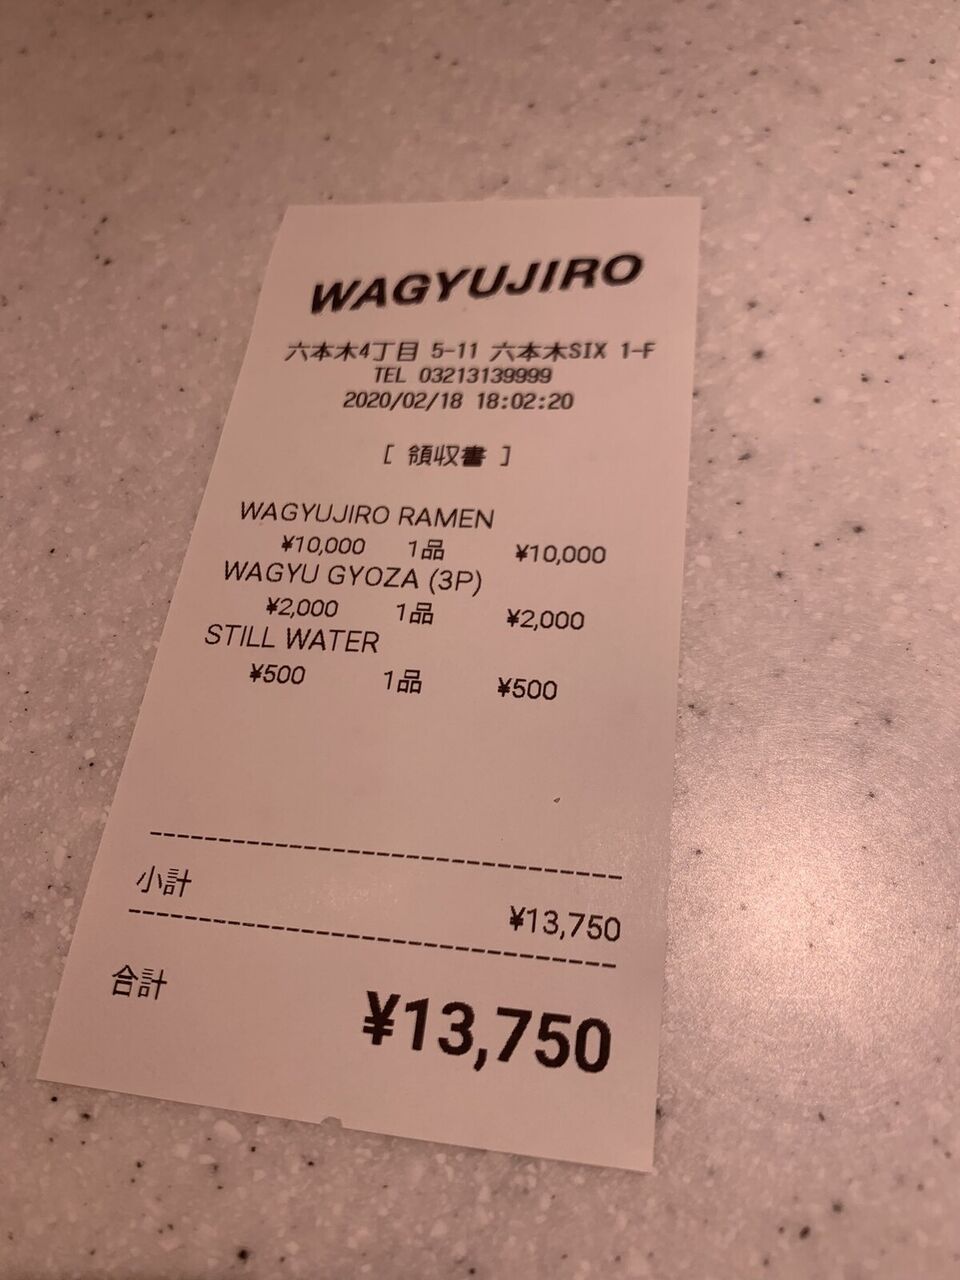 WAGYUJIRO
六本木4丁目 5-11 六本木SIX 1-F
TEL 03213139999
2020/02/18 18:02:20
[ 領収書 ]
WAGYUJIRO RAMEN
¥10,000 1品 ¥10,000
WAGYU GYOZA (3P)
¥2,000 1品 ¥2,000
STILL WATER
¥500 1品 ¥500
小計 ¥13,750
合計 ¥13,750